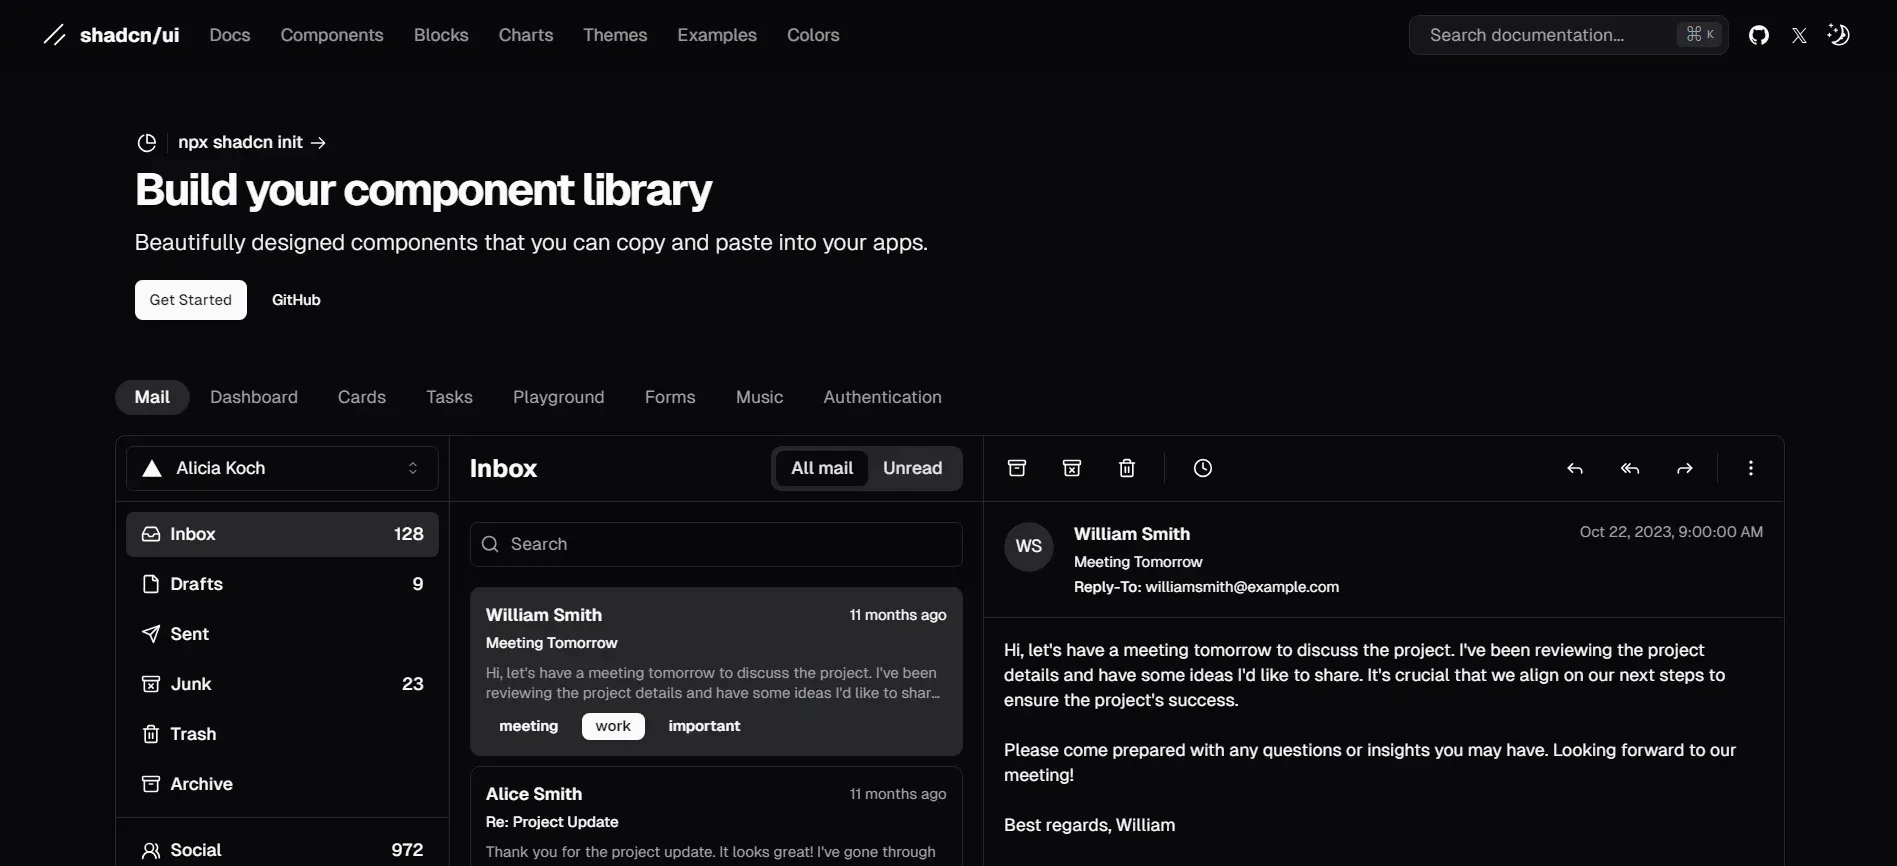 shadcn/ui Docs Components Blocks Charts Themes Examples Colors Search documentation... ⌘ K
npx shadcn init →
Build your component library
Beautifully designed components that you can copy and paste into your apps.
Get Started GitHub
Mail Dashboard Cards Tasks Playground Forms Music Authentication
Alicia Koch
Inbox 128
Drafts 9
Sent
Junk 23
Trash
Archive
Social 972
Inbox All mail Unread
Search
William Smith 11 months ago
Meeting Tomorrow
Hi, let's have a meeting tomorrow to discuss the project. I've been
reviewing the project details and have some ideas I'd like to shar...
meeting work important
Alice Smith 11 months ago
Re: Project Update
Thank you for the project update. It looks great! I've gone through
WS
William Smith Oct 22, 2023, 9:00:00 AM
Meeting Tomorrow
Reply-To: williamsmith@example.com
Hi, let's have a meeting tomorrow to discuss the project. I've been reviewing the project
details and have some ideas I'd like to share. It's crucial that we align on our next steps to
ensure the project's success.
Please come prepared with any questions or insights you may have. Looking forward to our
meeting!
Best regards, William